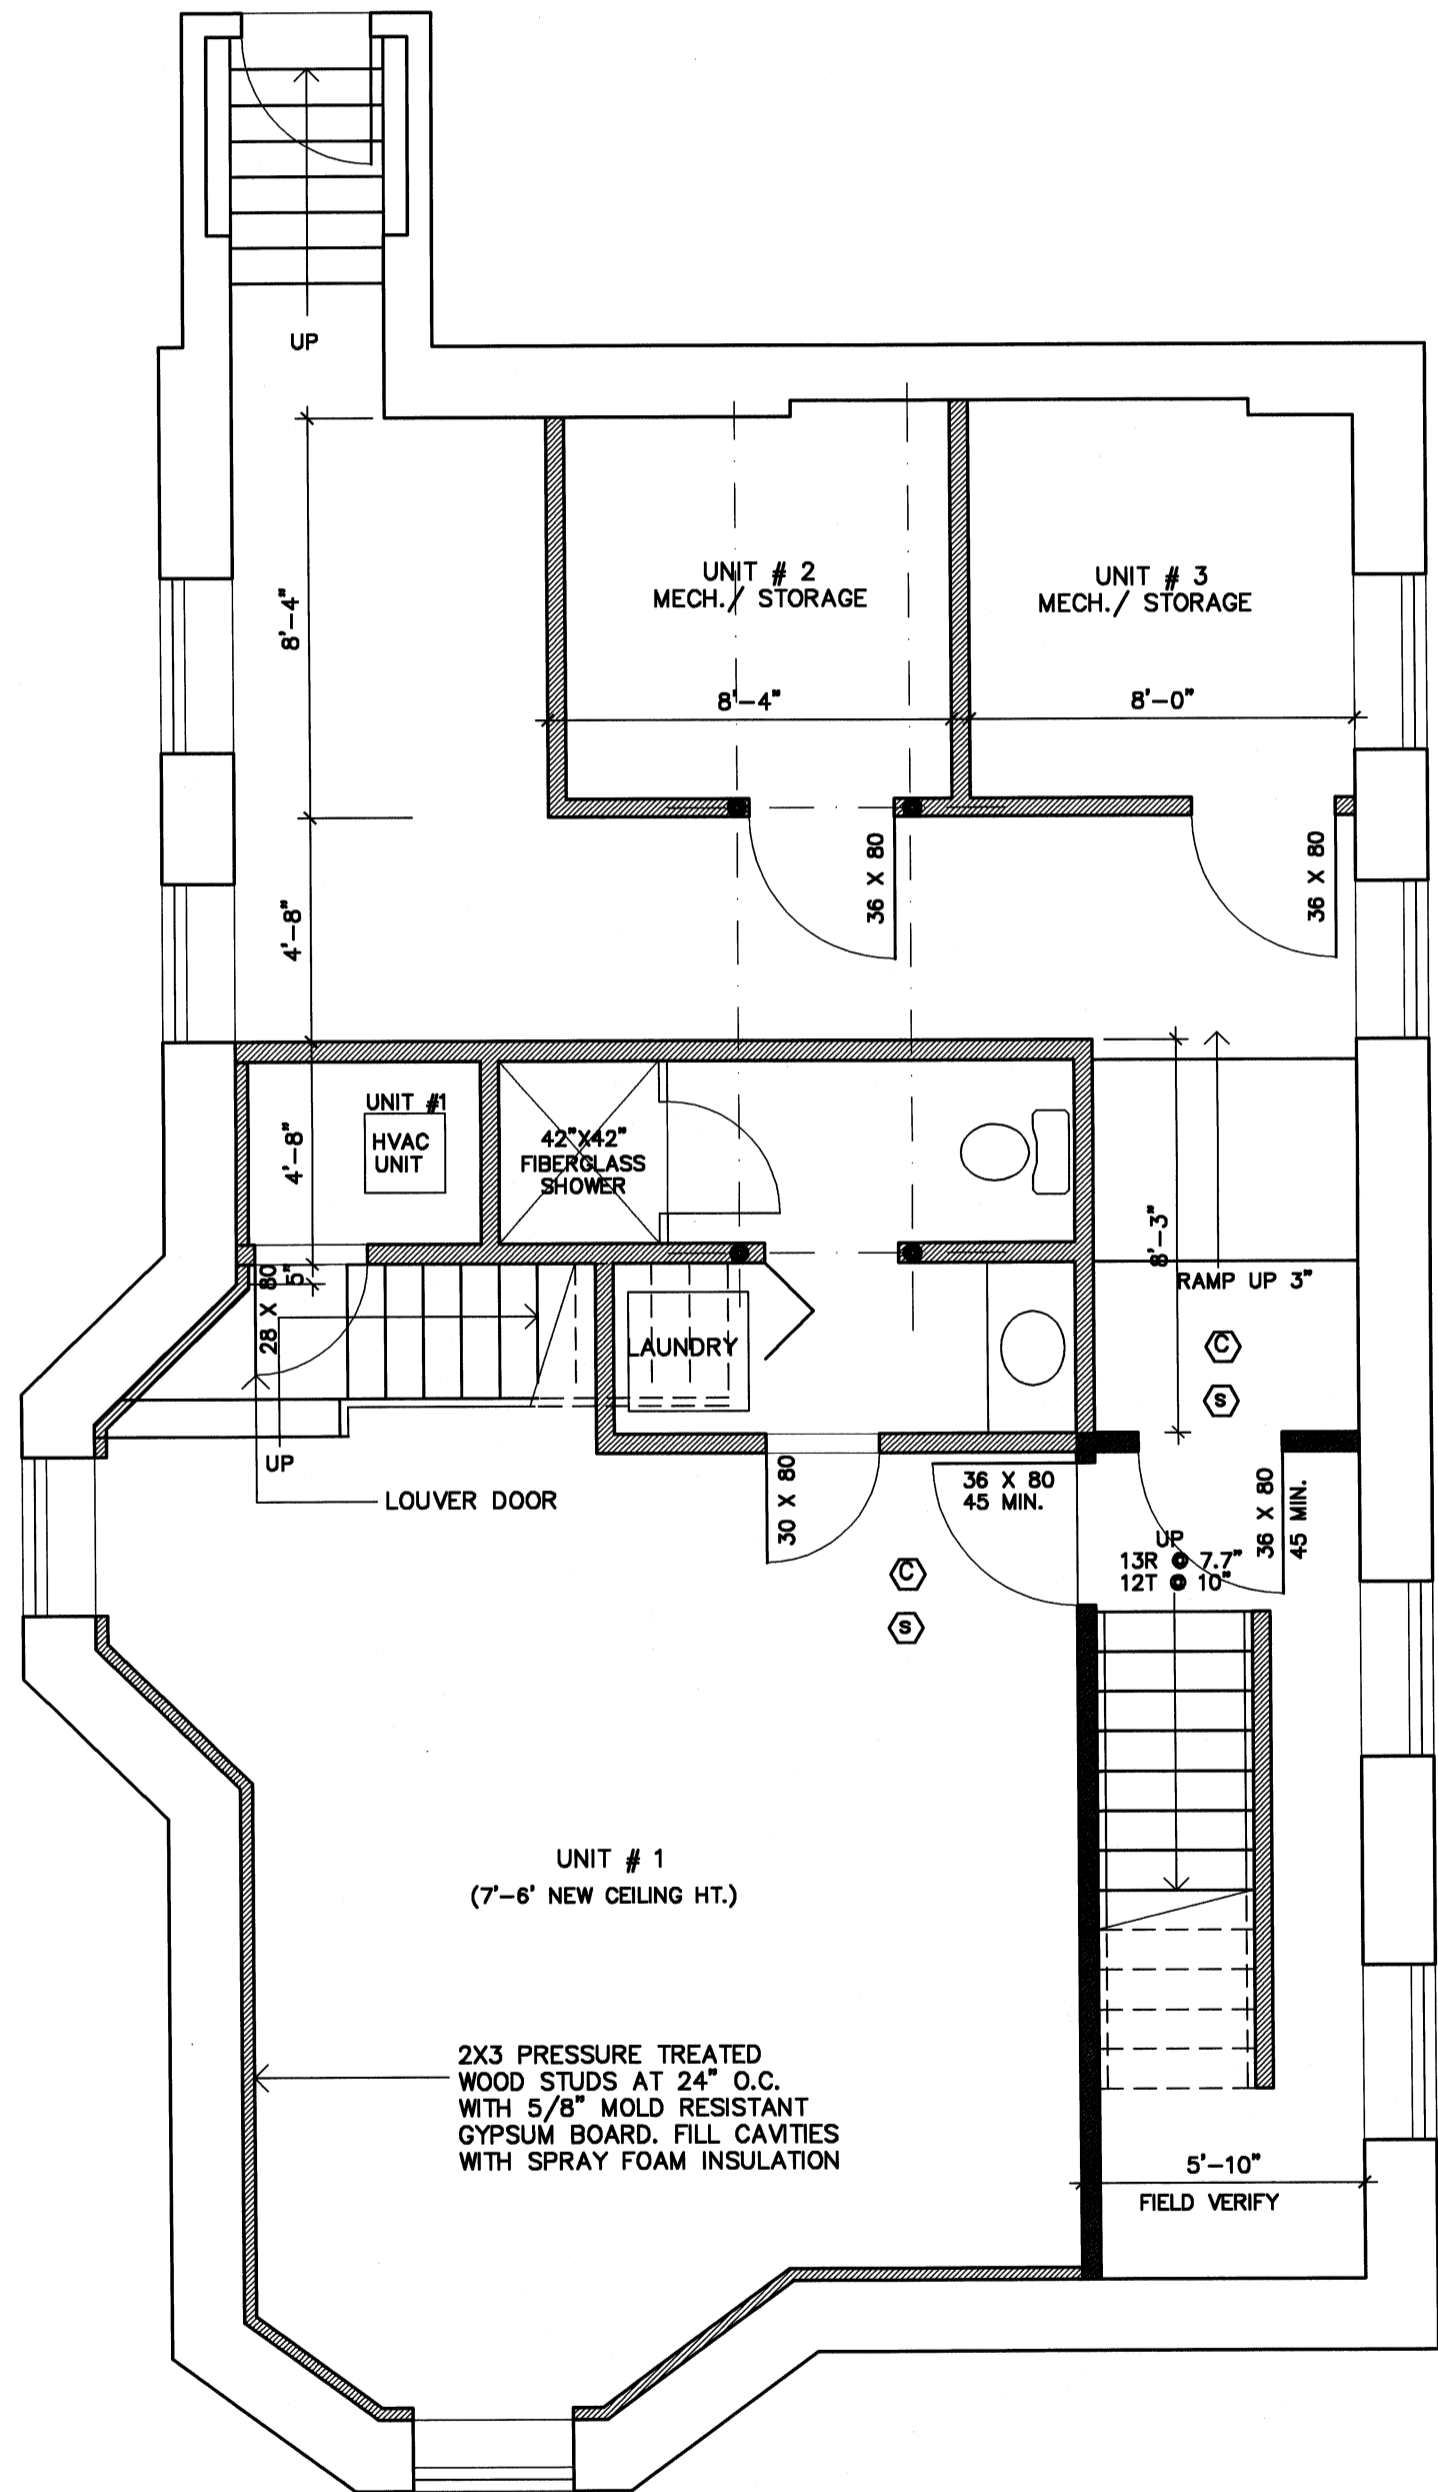 UP
UNIT # 2
MECH./ STORAGE
UNIT # 3
MECH./ STORAGE
8'-4"
8'-4"
8'-0"
36 X 80
36 X 80
4'-8"
UNIT #1
HVAC
UNIT
4'-8"
42"X42"
FIBERGLASS
SHOWER
8'-3"
RAMP UP 3"
5"
28 X 80
LAUNDRY
C
S
UP
LOUVER DOOR
30 X 80
36 X 80
45 MIN.
36 X 80
45 MIN.
UP
13R @ 7.7"
12T @ 10"
C
S
UNIT # 1
(7'-6' NEW CEILING HT.)
2X3 PRESSURE TREATED
WOOD STUDS AT 24" O.C.
WITH 5/8" MOLD RESISTANT
GYPSUM BOARD. FILL CAVITIES
WITH SPRAY FOAM INSULATION
5'-10"
FIELD VERIFY